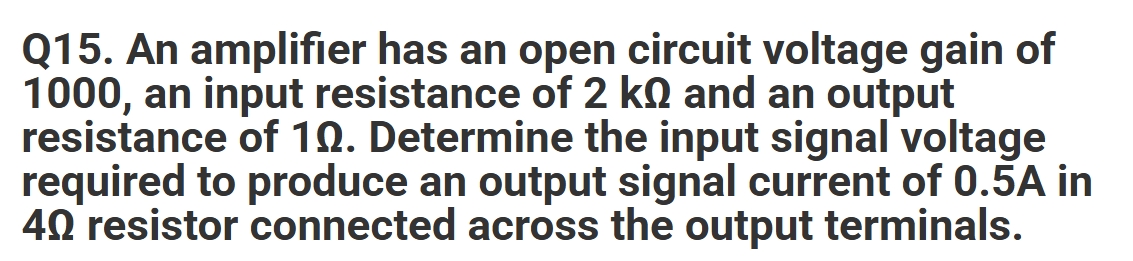 Q15. An amplifier has an open circuit voltage gain of
1000, an input resistance of 2 kΩ and an output
resistance of 1Ω. Determine the input signal voltage
required to produce an output signal current of 0.5A in
4Ω resistor connected across the output terminals.